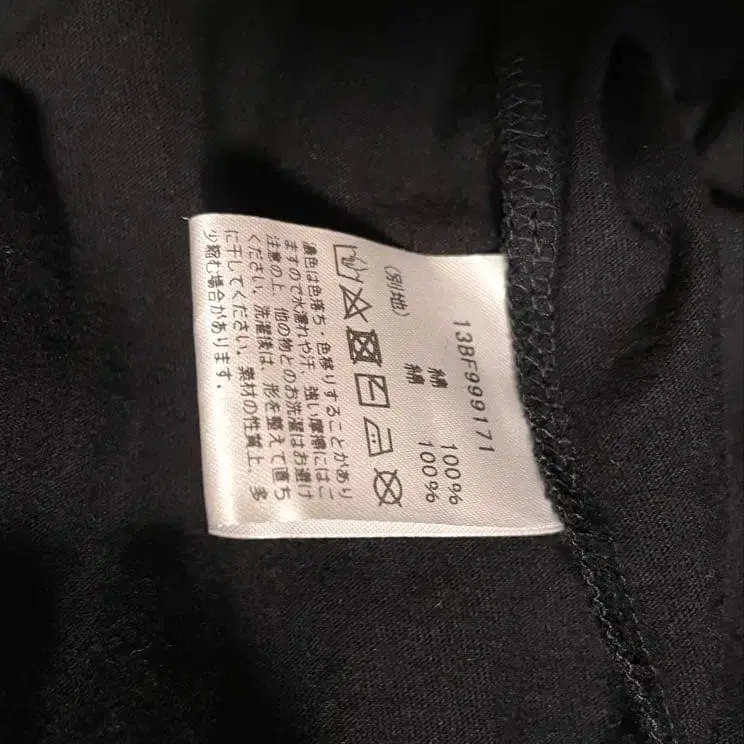 13BF999171
綿 100%
(別地) 綿 100%
濃色は色落ち・色移りすることがあり
ますので水濡れや汗、強い摩擦にはご
注意の上、他の物とのお洗濯はお避け
ください。洗濯後は、形を整えて直ち
に干してください。素材の性質上、多
少縮む場合があります。